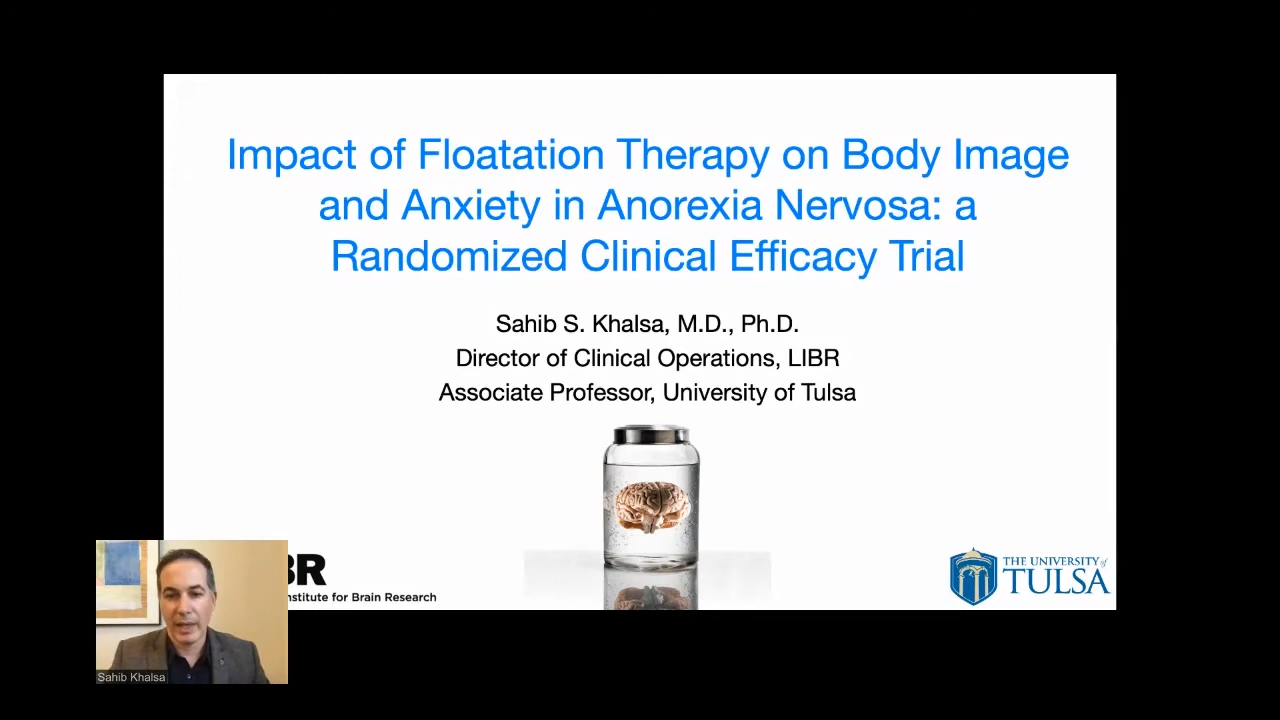 Impact of Floatation Therapy on Body Image
and Anxiety in Anorexia Nervosa: a
Randomized Clinical Efficacy Trial
Sahib S. Khalsa, M.D., Ph.D.
Director of Clinical Operations, LIBR
Associate Professor, University of Tulsa
BR
nstitute for Brain Research
THE UNIVERSITY of
TULSA
Sahib Khalsa